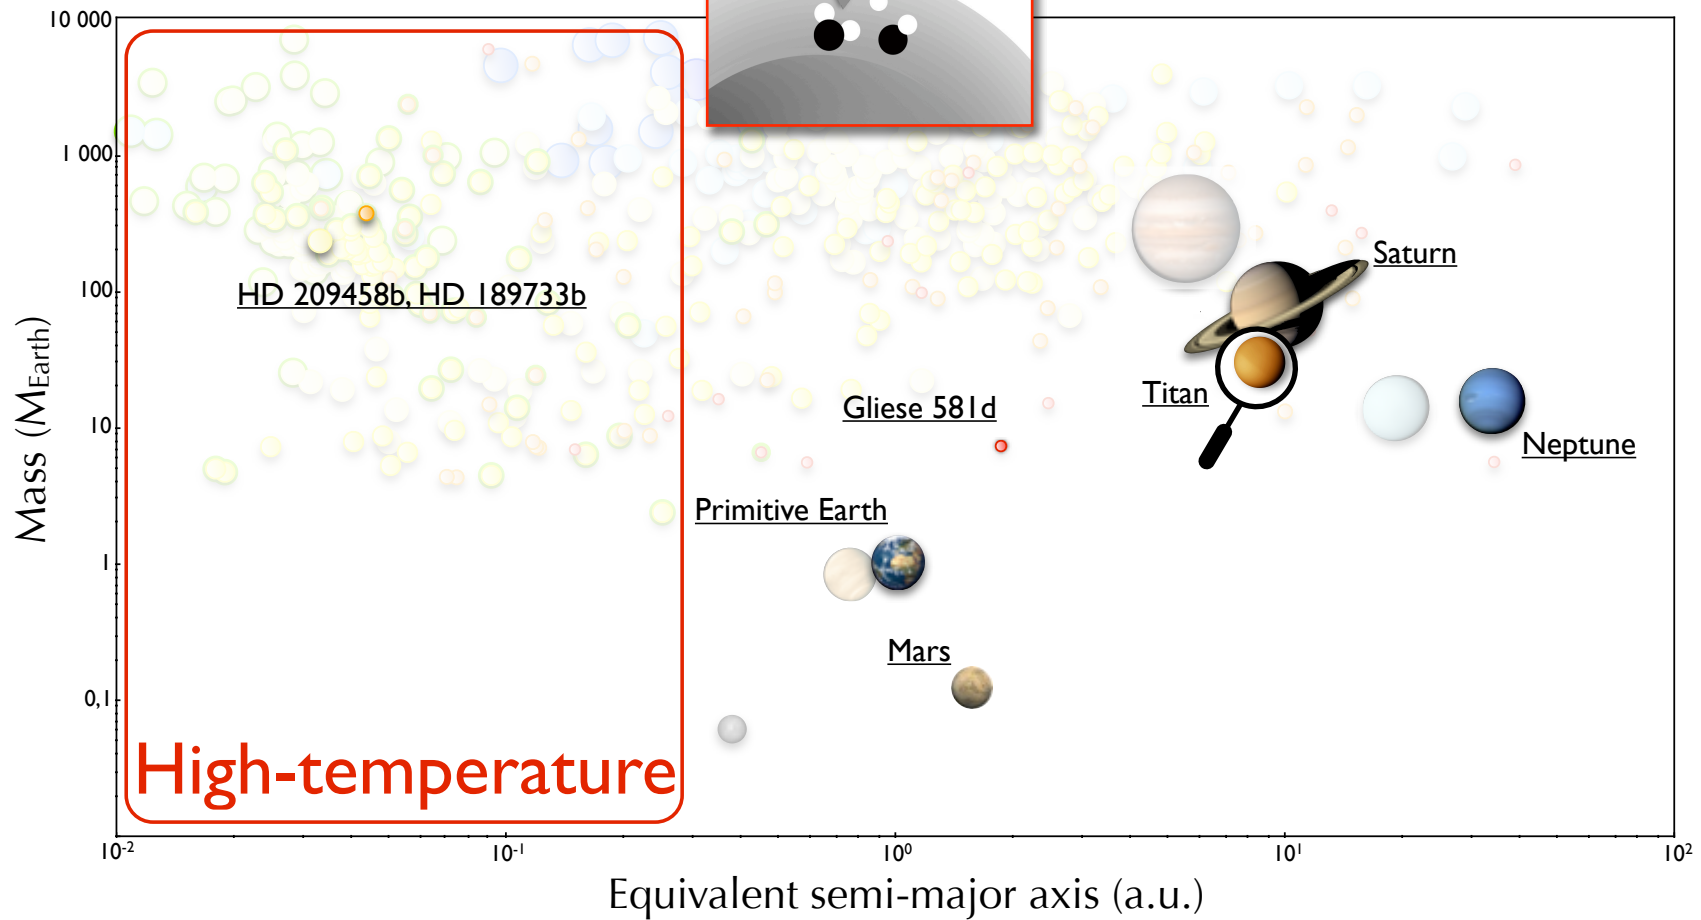 10 000
1 000
100
10
1
0,1
Mass (M_Earth)
HD 209458b, HD 189733b
Saturn
Titan
Gliese 581d
Neptune
Primitive Earth
Mars
High-temperature
10⁻² 10⁻¹ 10⁰ 10¹ 10²
Equivalent semi-major axis (a.u.)